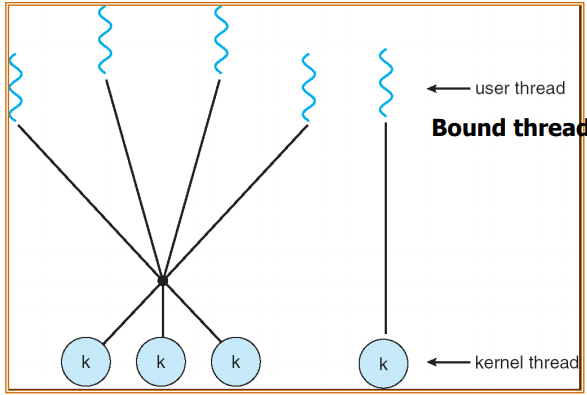 user thread
Bound thread
k k k k
kernel thread